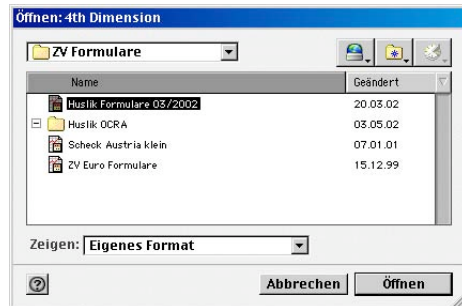 Öffnen: 4th Dimension
ZV Formulare
Name Geändert
Huslik Formulare 03/2002 20.03.02
Huslik OCRA 03.05.02
Scheck Austria klein 07.01.01
ZV Euro Formulare 15.12.99
Zeigen: Eigenes Format
? Abbrechen Öffnen